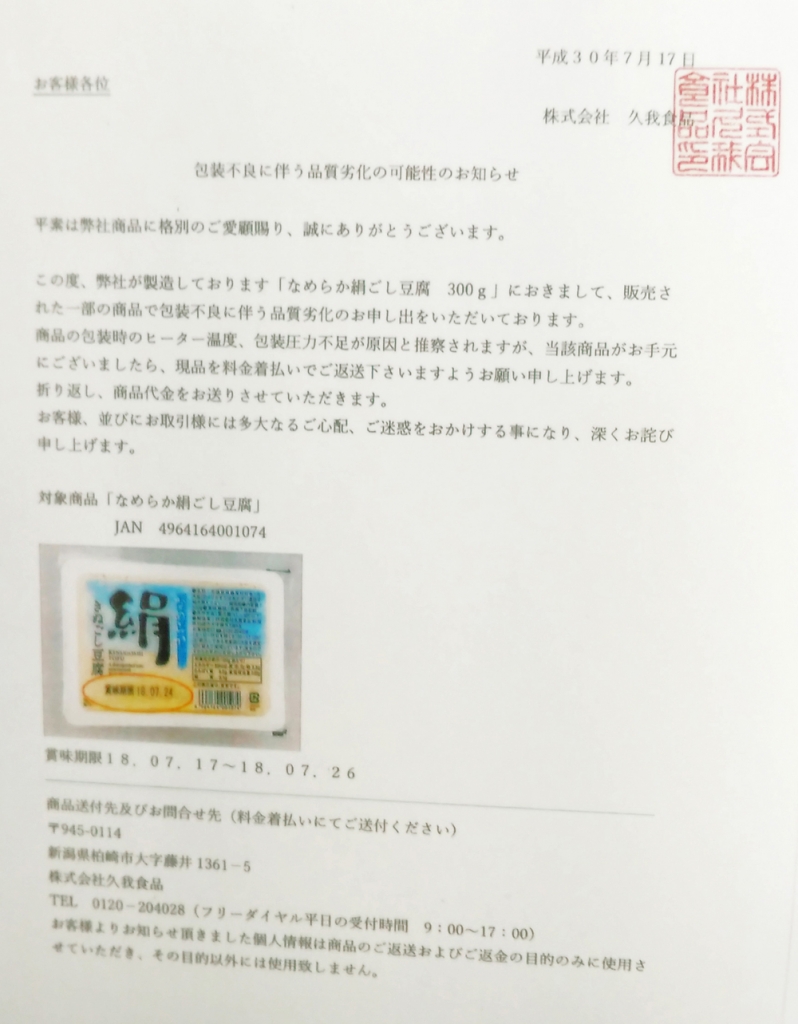 平成30年7月17日
お客様各位
株式会社　久我食品
包装不良に伴う品質劣化の可能性のお知らせ
平素は弊社商品に格別のご愛顧賜り、誠にありがとうございます。
この度、弊社が製造しております「なめらか絹ごし豆腐　300g」におきまして、販売さ
れた一部の商品で包装不良に伴う品質劣化のお申し出をいただいております。
商品の包装時のヒーター温度、包装圧力不足が原因と推察されますが、当該商品がお手元
にございましたら、現品を料金着払いでご返送下さいますようお願い申し上げます。
折り返し、商品代金をお送りさせていただきます。
お客様、並びにお取引様には多大なるご心配、ご迷惑をおかけする事になり、深くお詫び
申し上げます。
対象商品「なめらか絹ごし豆腐」
JAN　4964164001074
絹
きぬごし豆腐
賞味期限 18.07.24
賞味期限18．07．17～18．07．26
商品送付先及びお問合せ先（料金着払いにてご送付ください）
〒945-0114
新潟県柏崎市大字藤井1361－5
株式会社久我食品
TEL　0120－204028（フリーダイヤル平日の受付時間　9：00～17：00）
お客様よりお知らせ頂きました個人情報は商品のご返送およびご返金の目的のみに使用さ
せていただき、その目的以外には使用致しません。